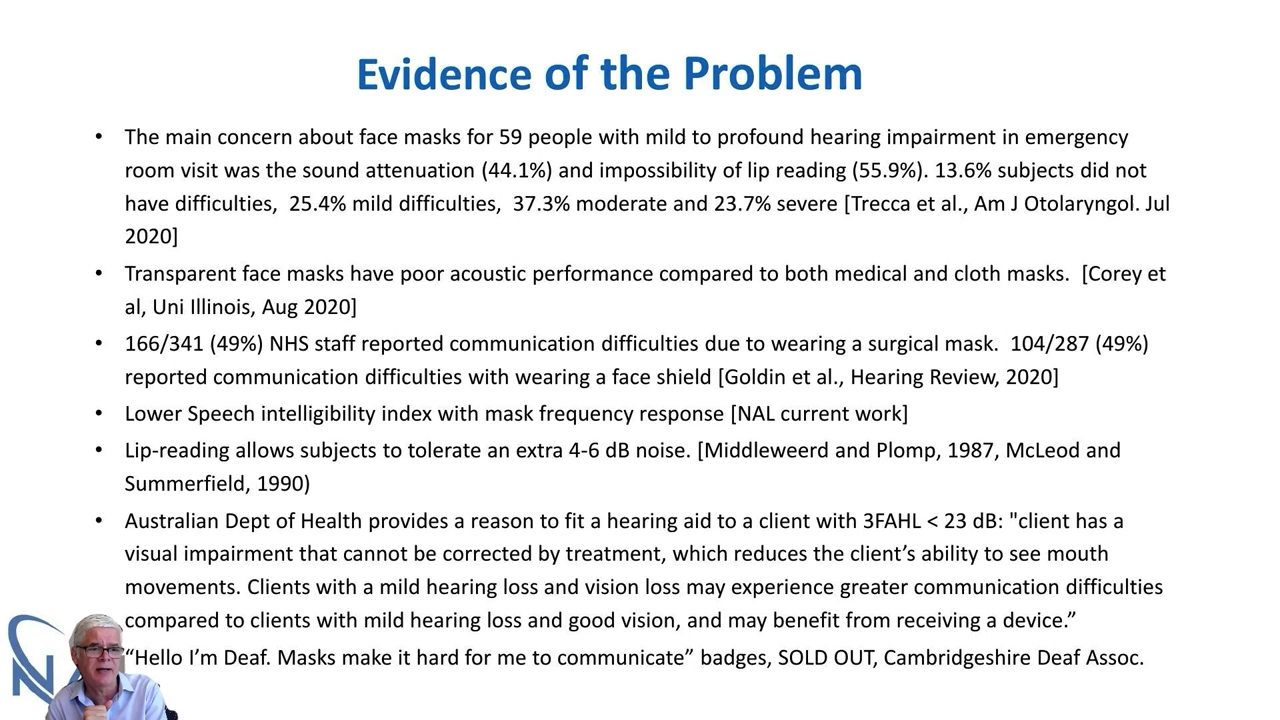 Evidence of the Problem
• The main concern about face masks for 59 people with mild to profound hearing impairment in emergency
room visit was the sound attenuation (44.1%) and impossibility of lip reading (55.9%). 13.6% subjects did not
have difficulties,  25.4% mild difficulties,  37.3% moderate and 23.7% severe [Trecca et al., Am J Otolaryngol. Jul
2020]
• Transparent face masks have poor acoustic performance compared to both medical and cloth masks.  [Corey et
al, Uni Illinois, Aug 2020]
• 166/341 (49%) NHS staff reported communication difficulties due to wearing a surgical mask.  104/287 (49%)
reported communication difficulties with wearing a face shield [Goldin et al., Hearing Review, 2020]
• Lower Speech intelligibility index with mask frequency response [NAL current work]
• Lip-reading allows subjects to tolerate an extra 4-6 dB noise. [Middleweerd and Plomp, 1987, McLeod and
Summerfield, 1990)
• Australian Dept of Health provides a reason to fit a hearing aid to a client with 3FAHL < 23 dB: "client has a
visual impairment that cannot be corrected by treatment, which reduces the client’s ability to see mouth
movements. Clients with a mild hearing loss and vision loss may experience greater communication difficulties
compared to clients with mild hearing loss and good vision, and may benefit from receiving a device.”
“Hello I’m Deaf. Masks make it hard for me to communicate” badges, SOLD OUT, Cambridgeshire Deaf Assoc.